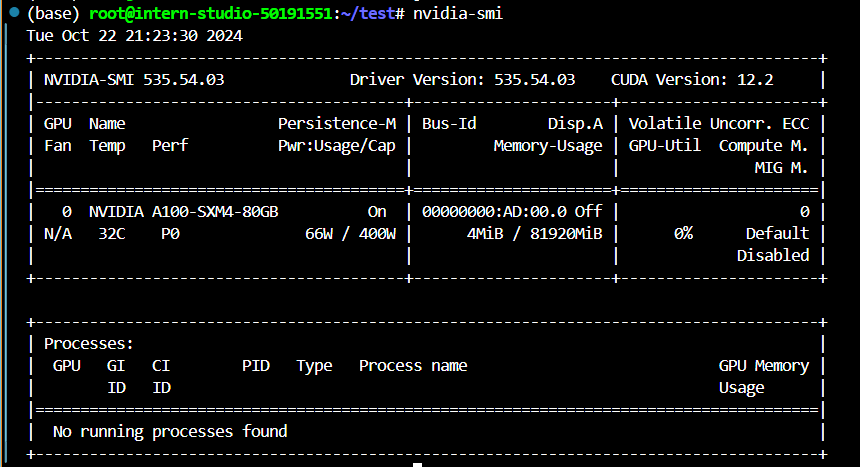 (base) root@intern-studio-50191551:~/test# nvidia-smi
Tue Oct 22 21:23:30 2024
+---------------------------------------------------------------------------------------+
| NVIDIA-SMI 535.54.03              Driver Version: 535.54.03    CUDA Version: 12.2     |
|-----------------------------------------+----------------------+----------------------+
| GPU  Name                 Persistence-M | Bus-Id        Disp.A | Volatile Uncorr. ECC |
| Fan  Temp   Perf          Pwr:Usage/Cap |         Memory-Usage | GPU-Util  Compute M. |
|                                         |                      |               MIG M. |
|=========================================+======================+======================|
|   0  NVIDIA A100-SXM4-80GB          On  | 00000000:AD:00.0 Off |                    0 |
| N/A   32C    P0              66W / 400W |      4MiB / 81920MiB |      0%      Default |
|                                         |                      |             Disabled |
+-----------------------------------------+----------------------+----------------------+

+---------------------------------------------------------------------------------------+
| Processes:                                                                            |
|  GPU   GI   CI        PID   Type   Process name                            GPU Memory |
|        ID   ID                                                             Usage      |
|=======================================================================================|
|  No running processes found                                                           |
+---------------------------------------------------------------------------------------+